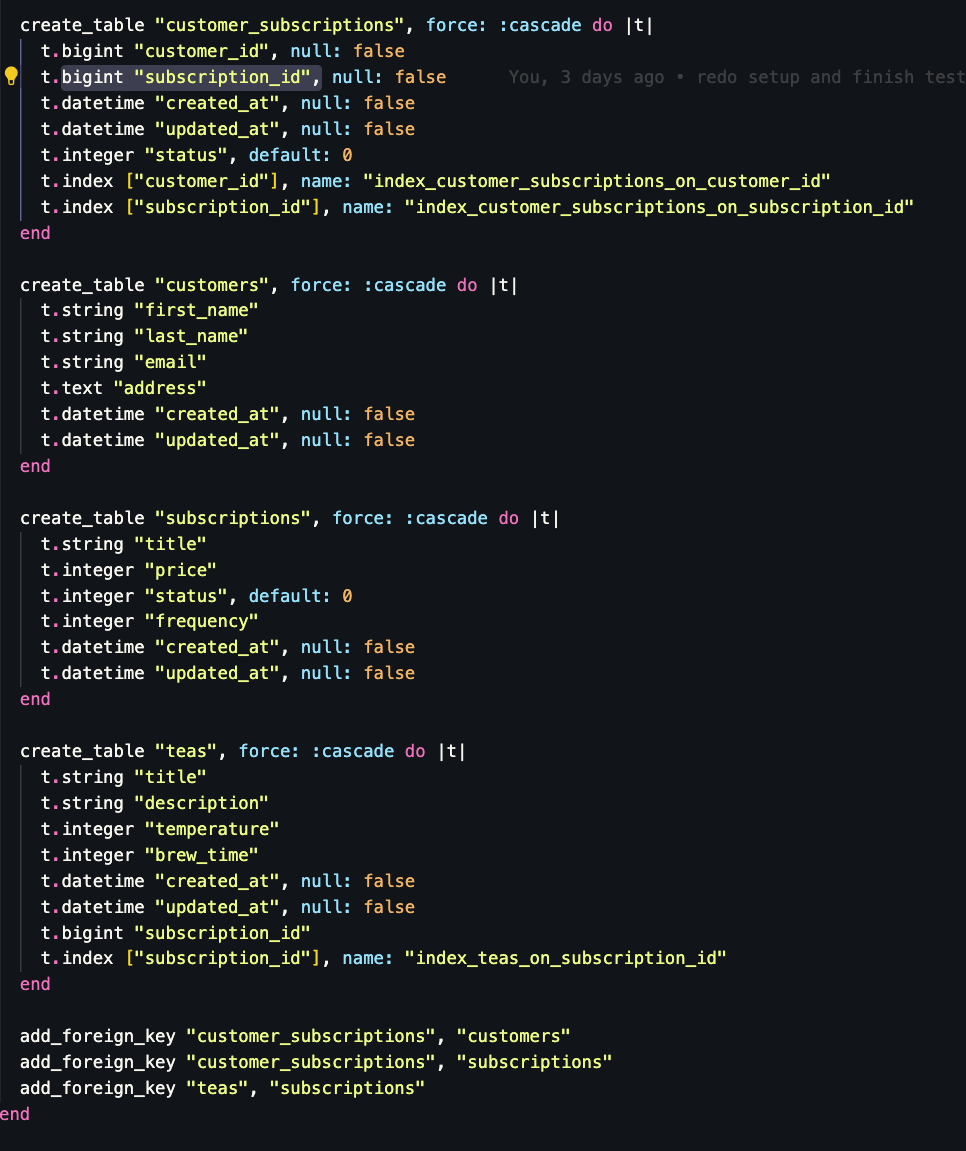 create_table "customer_subscriptions", force: :cascade do |t|
t.bigint "customer_id", null: false
t.bigint "subscription_id", null: false You, 3 days ago • redo setup and finish test
t.datetime "created_at", null: false
t.datetime "updated_at", null: false
t.integer "status", default: 0
t.index ["customer_id"], name: "index_customer_subscriptions_on_customer_id"
t.index ["subscription_id"], name: "index_customer_subscriptions_on_subscription_id"
end
create_table "customers", force: :cascade do |t|
t.string "first_name"
t.string "last_name"
t.string "email"
t.text "address"
t.datetime "created_at", null: false
t.datetime "updated_at", null: false
end
create_table "subscriptions", force: :cascade do |t|
t.string "title"
t.integer "price"
t.integer "status", default: 0
t.integer "frequency"
t.datetime "created_at", null: false
t.datetime "updated_at", null: false
end
create_table "teas", force: :cascade do |t|
t.string "title"
t.string "description"
t.integer "temperature"
t.integer "brew_time"
t.datetime "created_at", null: false
t.datetime "updated_at", null: false
t.bigint "subscription_id"
t.index ["subscription_id"], name: "index_teas_on_subscription_id"
end
add_foreign_key "customer_subscriptions", "customers"
add_foreign_key "customer_subscriptions", "subscriptions"
add_foreign_key "teas", "subscriptions"
end